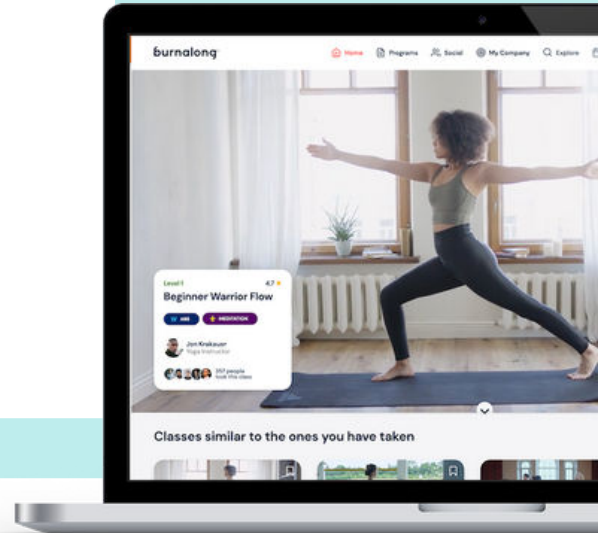 burnalong
Home Programs Social My Company Explore
Level 1 4.7
Beginner Warrior Flow
ABS MEDITATION
Jon Krakauer
Yoga Instructor
357 people
took this class
Classes similar to the ones you have taken